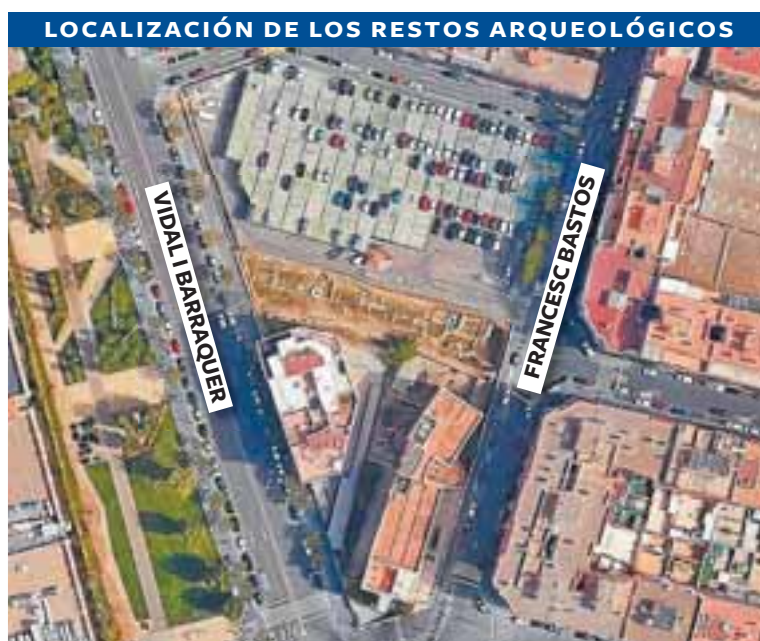 LOCALIZACIÓN DE LOS RESTOS ARQUEOLÓGICOS
VIDAL I BARRAQUER
FRANCESC BASTOS